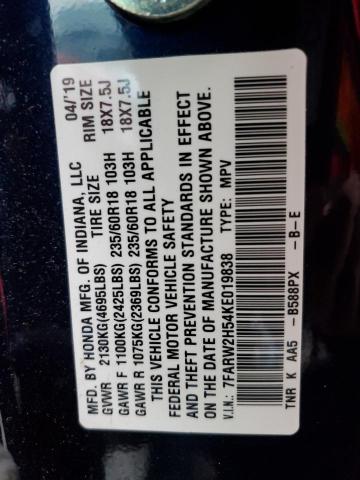 MFD. BY HONDA MFG. OF INDIANA, LLC 04/'19
TIRE SIZE RIM SIZE
GVWR 2130KG(4695LBS)
GAWR F 1100KG(2425LBS) 235/60R18 103H 18X7.5J
GAWR R 1075KG(2369LBS) 235/60R18 103H 18X7.5J
THIS VEHICLE CONFORMS TO ALL APPLICABLE
FEDERAL MOTOR VEHICLE SAFETY
AND THEFT PREVENTION STANDARDS IN EFFECT
ON THE DATE OF MANUFACTURE SHOWN ABOVE.
V.I.N.: 7FARW2H54KE019838 TYPE: MPV
TNR K AA5 - B588PX - B-E